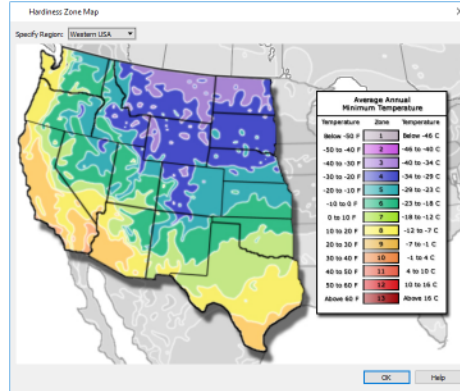 Hardiness Zone Map
Specify Region: Western USA
Average Annual
Minimum Temperature
Temperature Zone Temperature
Below -50 F 1 Below -46 C
-50 to -40 F 2 -46 to -40 C
-40 to -30 F 3 -40 to -34 C
-30 to -20 F 4 -34 to -29 C
-20 to -10 F 5 -29 to -23 C
-10 to 0 F 6 -23 to -18 C
0 to 10 F 7 -18 to -12 C
10 to 20 F 8 -12 to -7 C
20 to 30 F 9 -7 to -1 C
30 to 40 F 10 -1 to 4 C
40 to 50 F 11 4 to 10 C
50 to 60 F 12 10 to 16 C
Above 60 F 13 Above 16 C
OK Help